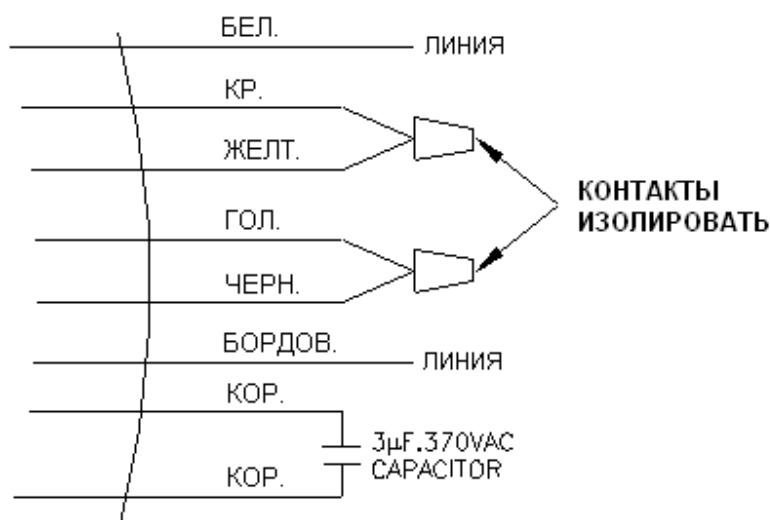 БЕЛ.
ЛИНИЯ
КР.
ЖЕЛТ.
КОНТАКТЫ
ИЗОЛИРОВАТЬ
ГОЛ.
ЧЕРН.
БОРДОВ.
ЛИНИЯ
КОР.
3µF.370VAC
CAPACITOR
КОР.